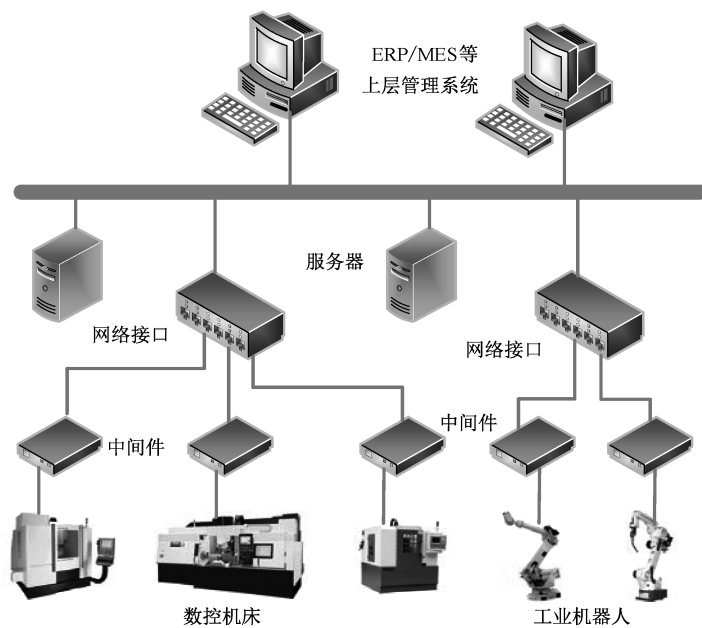 ERP/MES等
上层管理系统
服务器
网络接口
网络接口
中间件
中间件
数控机床
工业机器人